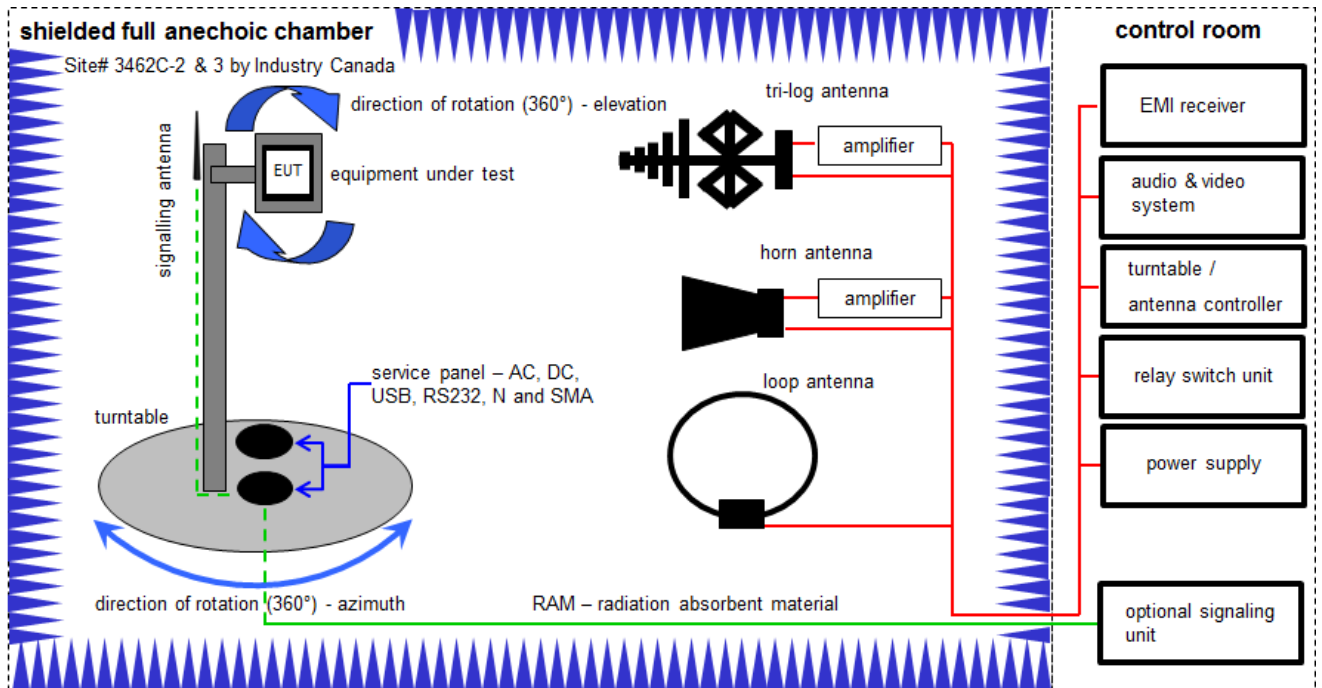 shielded full anechoic chamber
control room
Site# 3462C-2 & 3 by Industry Canada
direction of rotation (360°) - elevation
signalling antenna
EUT
equipment under test
tri-log antenna
amplifier
horn antenna
amplifier
loop antenna
service panel – AC, DC,
USB, RS232, N and SMA
turntable
direction of rotation (360°) - azimuth
RAM – radiation absorbent material
EMI receiver
audio & video
system
turntable /
antenna controller
relay switch unit
power supply
optional signaling
unit